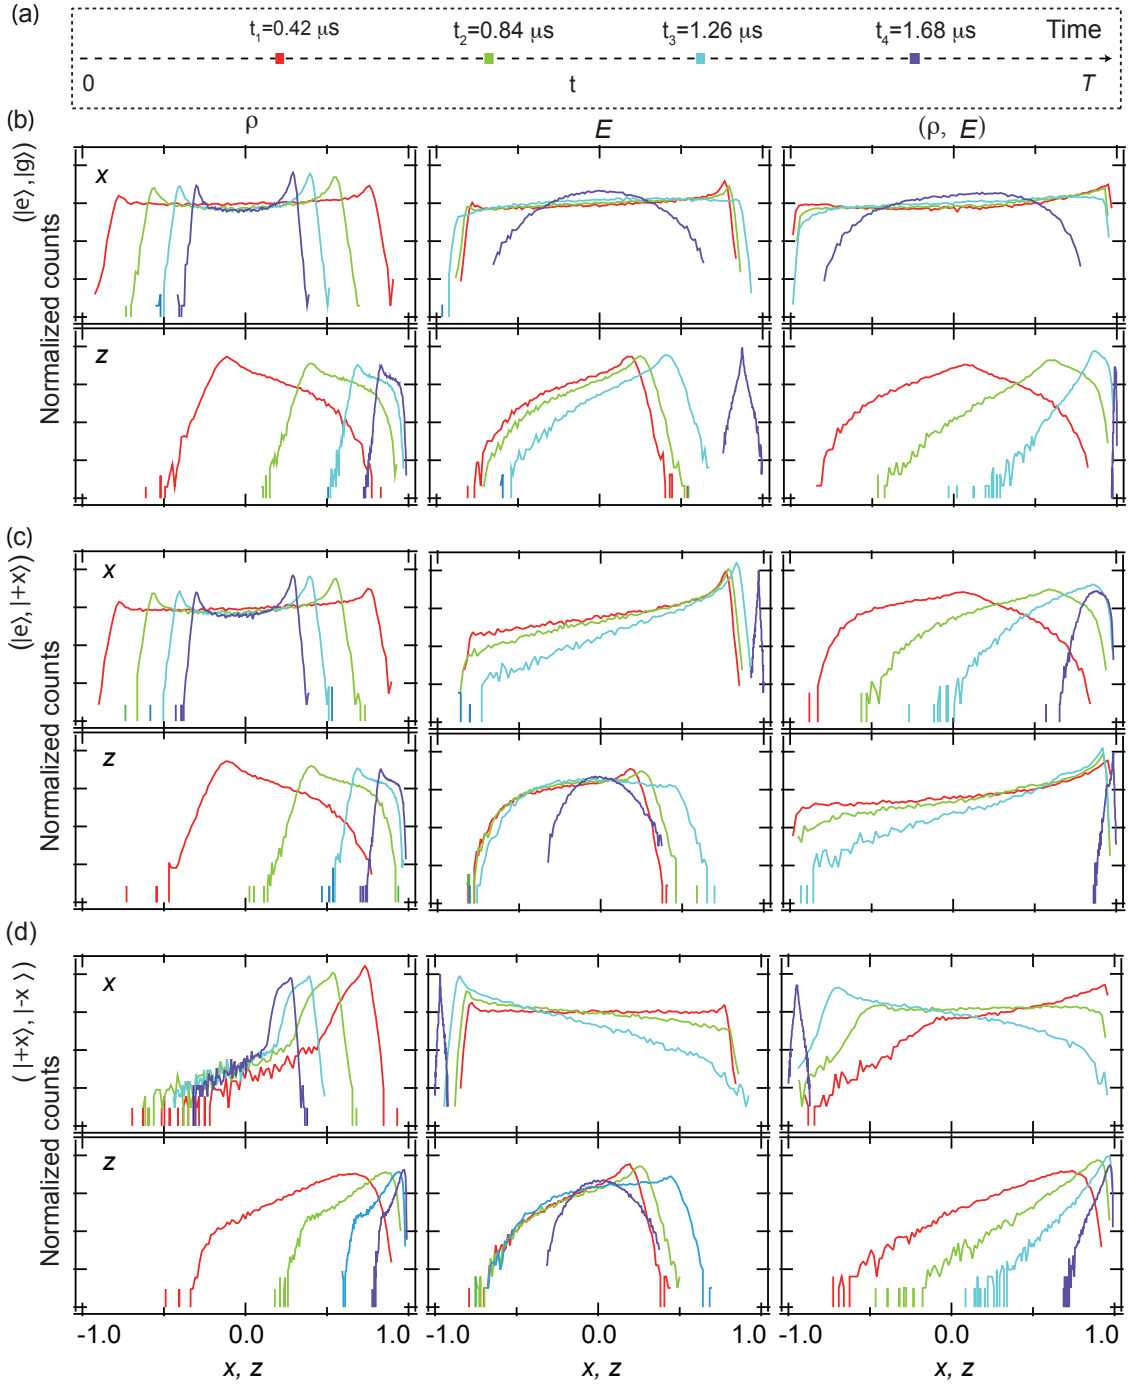 (a)
t1=0.42 μs t2=0.84 μs t3=1.26 μs t4=1.68 μs Time
0 t T
(b) ρ E (ρ, E)
(|e⟩,|g⟩)
Normalized counts
x
z
(c)
(|e⟩,|+x⟩)
Normalized counts
x
z
(d)
(|+x⟩,|-x⟩)
Normalized counts
x
z
-1.0 0.0 1.0 -1.0 0.0 1.0 -1.0 0.0 1.0
x, z x, z x, z